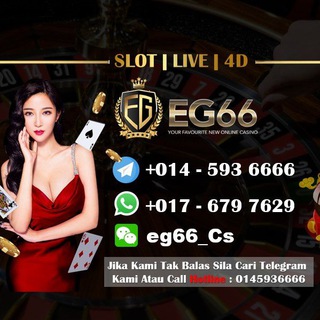 SLOT | LIVE | 4D
EG
EG66
YOUR FAVOURITE NEW ONLINE CASINO
+014 - 593 6666
+017 - 679 7629
eg66_Cs
Jika Kami Tak Balas Sila Cari Telegram
Kami Atau Call Hotline : 0145936666